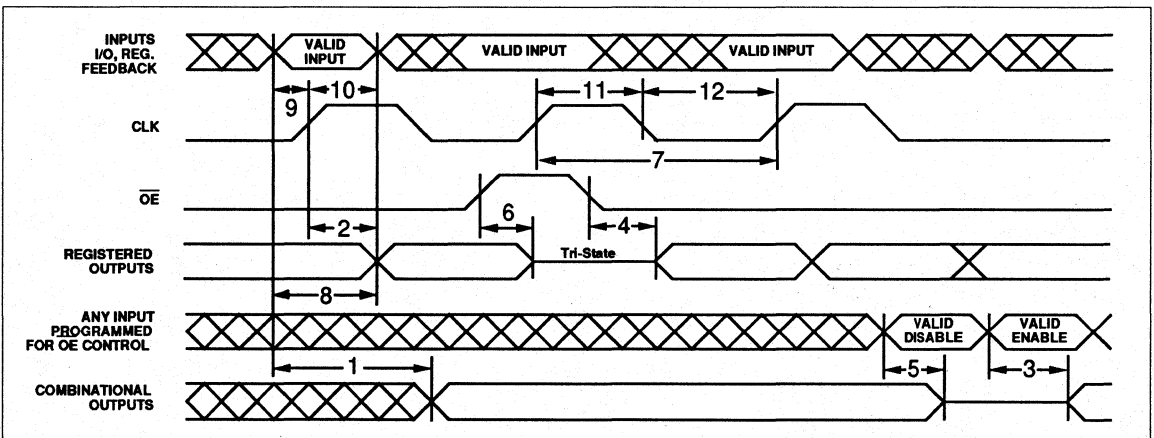 INPUTS
I/O, REG.
FEEDBACK
VALID
INPUT
VALID INPUT
VALID INPUT
9
10
11
12
CLK
7
OE
2
6
4
REGISTERED
OUTPUTS
Tri-State
8
ANY INPUT
PROGRAMMED
FOR OE CONTROL
VALID
DISABLE
VALID
ENABLE
1
5
3
COMBINATIONAL
OUTPUTS